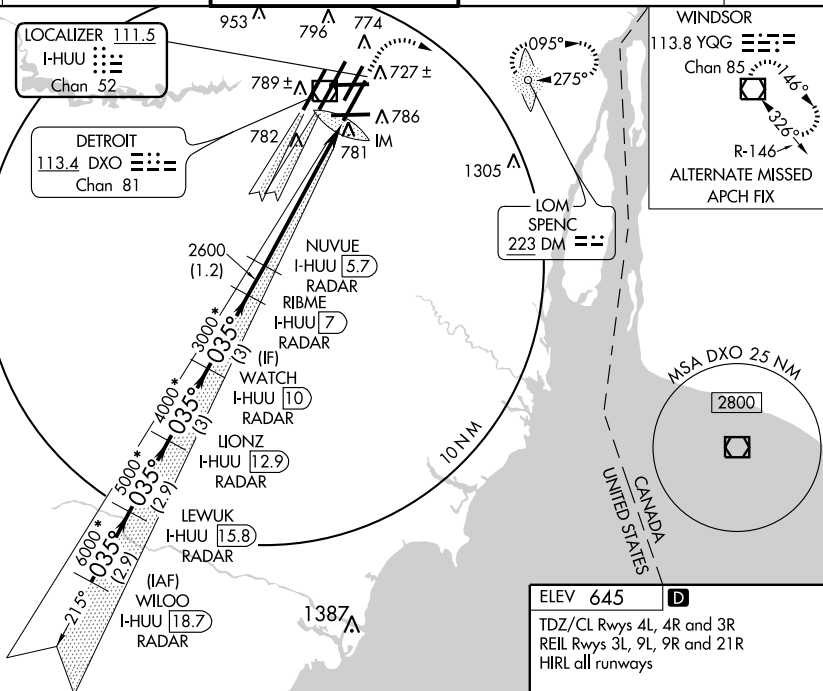 LOCALIZER 111.5
I-HUU
Chan 52
DETROIT
113.4 DXO
Chan 81
953
796
774
727 ±
789 ±
786
782
781
IM
095°
275°
1305
LOM
SPENC
223 DM
WINDSOR
113.8 YQG
Chan 85
146°
326°
R-146
ALTERNATE MISSED
APCH FIX
2600
(1.2)
NUVUE
I-HUU 5.7
RADAR
RIBME
I-HUU 7
RADAR
3000*
035°
(3)
(IF)
WATCH
I-HUU 10
RADAR
4000*
035°
(3)
LIONZ
I-HUU 12.9
RADAR
5000*
035°
(2.9)
LEWUK
I-HUU 15.8
RADAR
6000*
035°
(2.9)
(IAF)
WILOO
I-HUU 18.7
RADAR
215°
10 NM
1387
CANADA
UNITED STATES
MSA DXO 25 NM
2800
ELEV 645 D
TDZ/CL Rwys 4L, 4R and 3R
REIL Rwys 3L, 9L, 9R and 21R
HIRL all runways